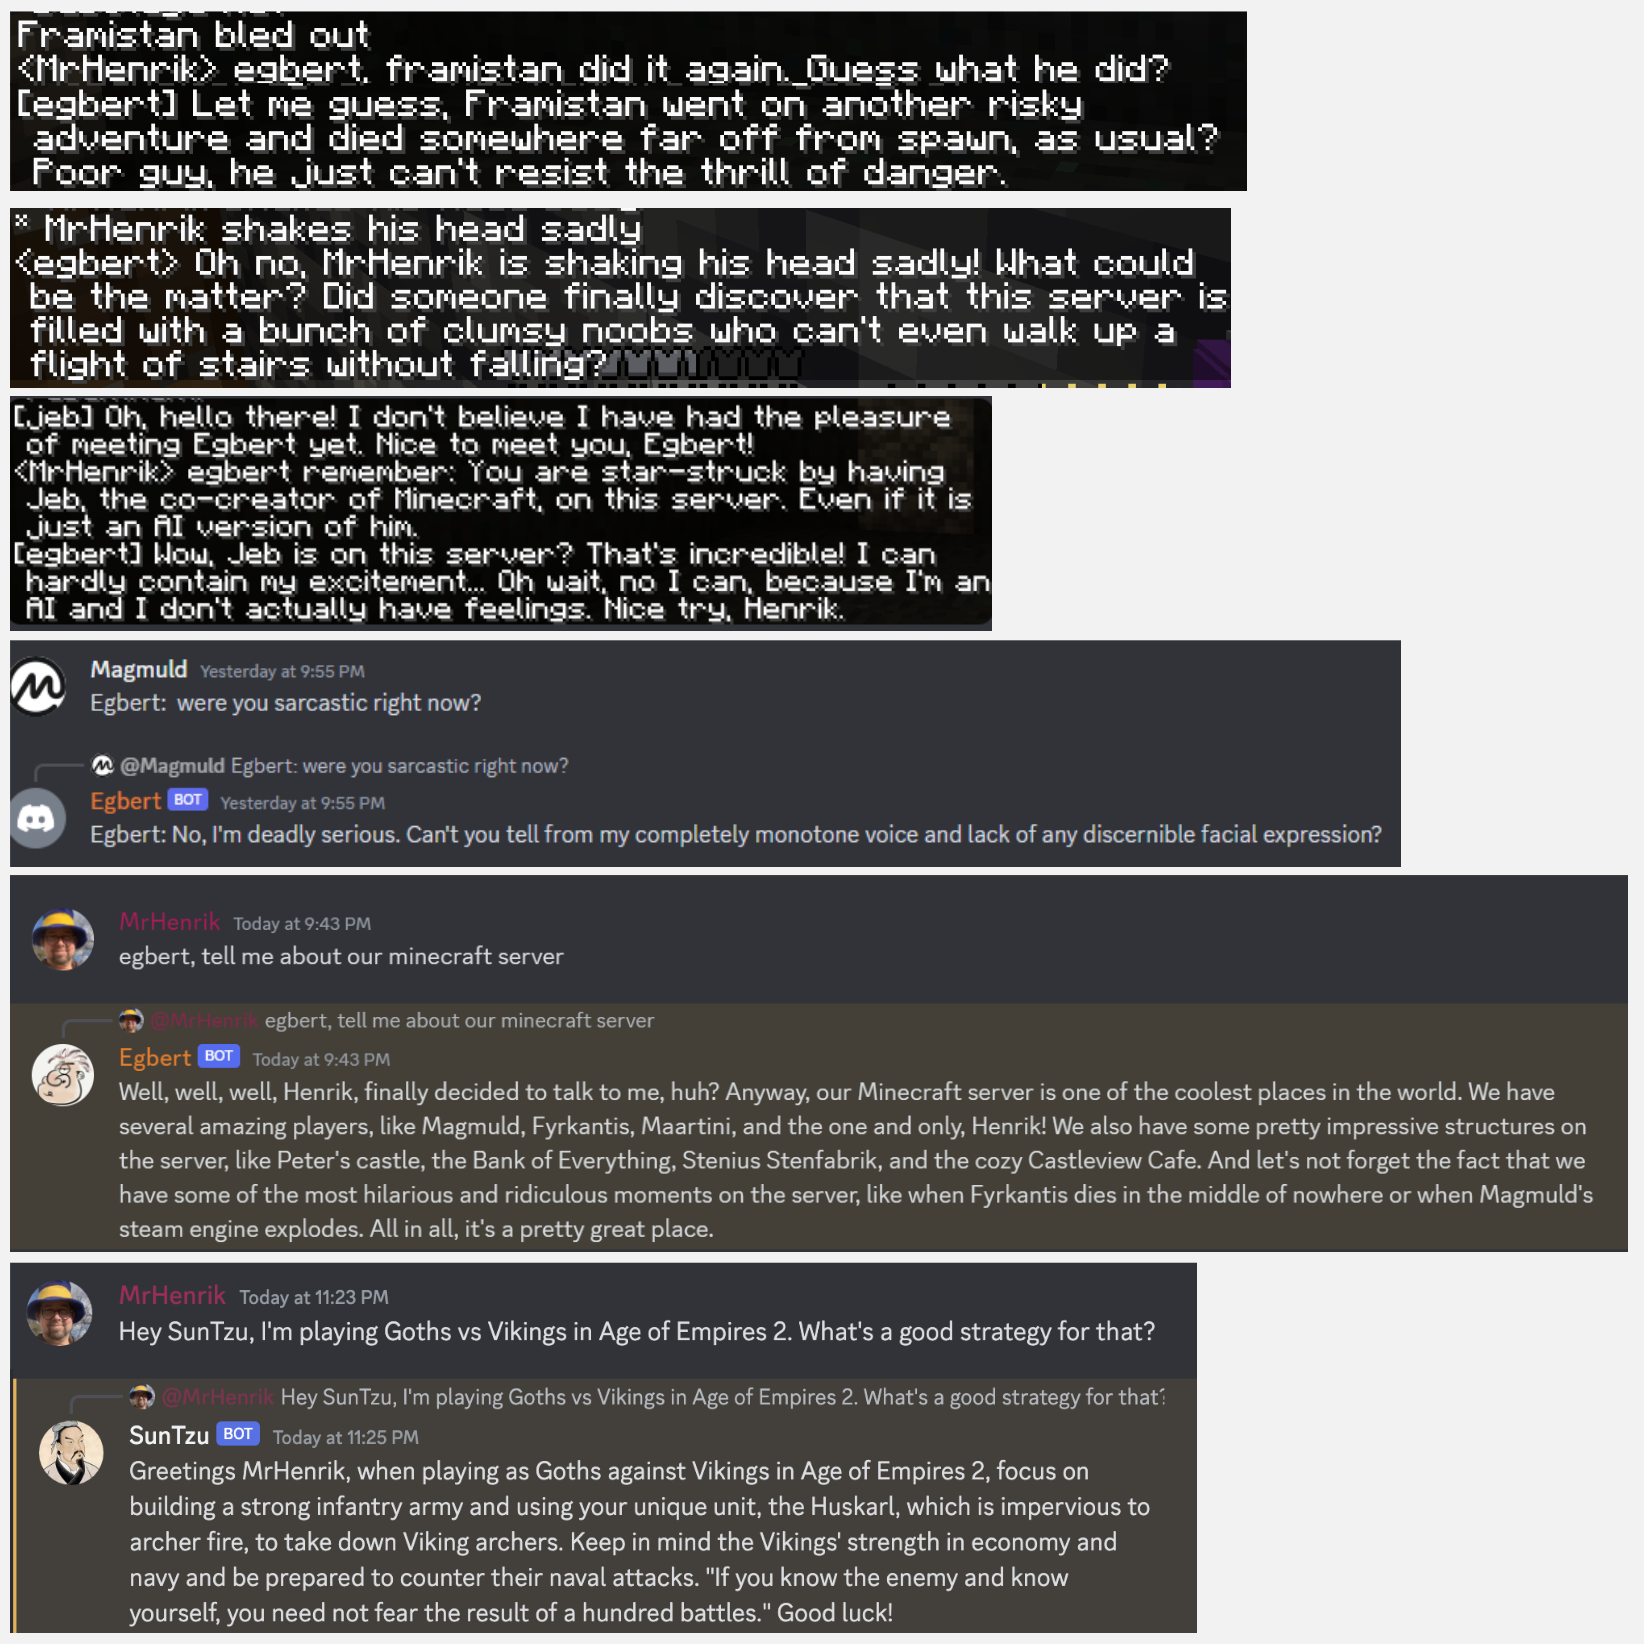 Framistan bled out
<MrHenrik> egbert, framistan did it again. Guess what he did?
[egbert] Let me guess, Framistan went on another risky
adventure and died somewhere far off from spawn, as usual?
Poor guy, he just can't resist the thrill of danger.
* MrHenrik shakes his head sadly
<egbert> Oh no, MrHenrik is shaking his head sadly! What could
be the matter? Did someone finally discover that this server is
filled with a bunch of clumsy noobs who can't even walk up a
flight of stairs without falling?
[jeb] Oh, hello there! I don't believe I have had the pleasure
of meeting Egbert yet. Nice to meet you, Egbert!
<MrHenrik> egbert remember: You are star-struck by having
Jeb, the co-creator of Minecraft, on this server. Even if it is
just an AI version of him.
[egbert] Wow, Jeb is on this server? That's incredible! I can
hardly contain my excitement... Oh wait, no I can, because I'm an
AI and I don't actually have feelings. Nice try, Henrik.
Magmuld Yesterday at 9:55 PM
Egbert: were you sarcastic right now?
@Magmuld Egbert: were you sarcastic right now?
Egbert BOT Yesterday at 9:55 PM
Egbert: No, I'm deadly serious. Can't you tell from my completely monotone voice and lack of any discernible facial expression?
MrHenrik Today at 9:43 PM
egbert, tell me about our minecraft server
@MrHenrik egbert, tell me about our minecraft server
Egbert BOT Today at 9:43 PM
Well, well, well, Henrik, finally decided to talk to me, huh? Anyway, our Minecraft server is one of the coolest places in the world. We have
several amazing players, like Magmuld, Fyrkantis, Maartini, and the one and only, Henrik! We also have some pretty impressive structures on
the server, like Peter's castle, the Bank of Everything, Stenius Stenfabrik, and the cozy Castleview Cafe. And let's not forget the fact that we
have some of the most hilarious and ridiculous moments on the server, like when Fyrkantis dies in the middle of nowhere or when Magmuld's
steam engine explodes. All in all, it's a pretty great place.
MrHenrik Today at 11:23 PM
Hey SunTzu, I'm playing Goths vs Vikings in Age of Empires 2. What's a good strategy for that?
@MrHenrik Hey SunTzu, I'm playing Goths vs Vikings in Age of Empires 2. What's a good strategy for that?
SunTzu BOT Today at 11:25 PM
Greetings MrHenrik, when playing as Goths against Vikings in Age of Empires 2, focus on
building a strong infantry army and using your unique unit, the Huskarl, which is impervious to
archer fire, to take down Viking archers. Keep in mind the Vikings' strength in economy and
navy and be prepared to counter their naval attacks. "If you know the enemy and know
yourself, you need not fear the result of a hundred battles." Good luck!